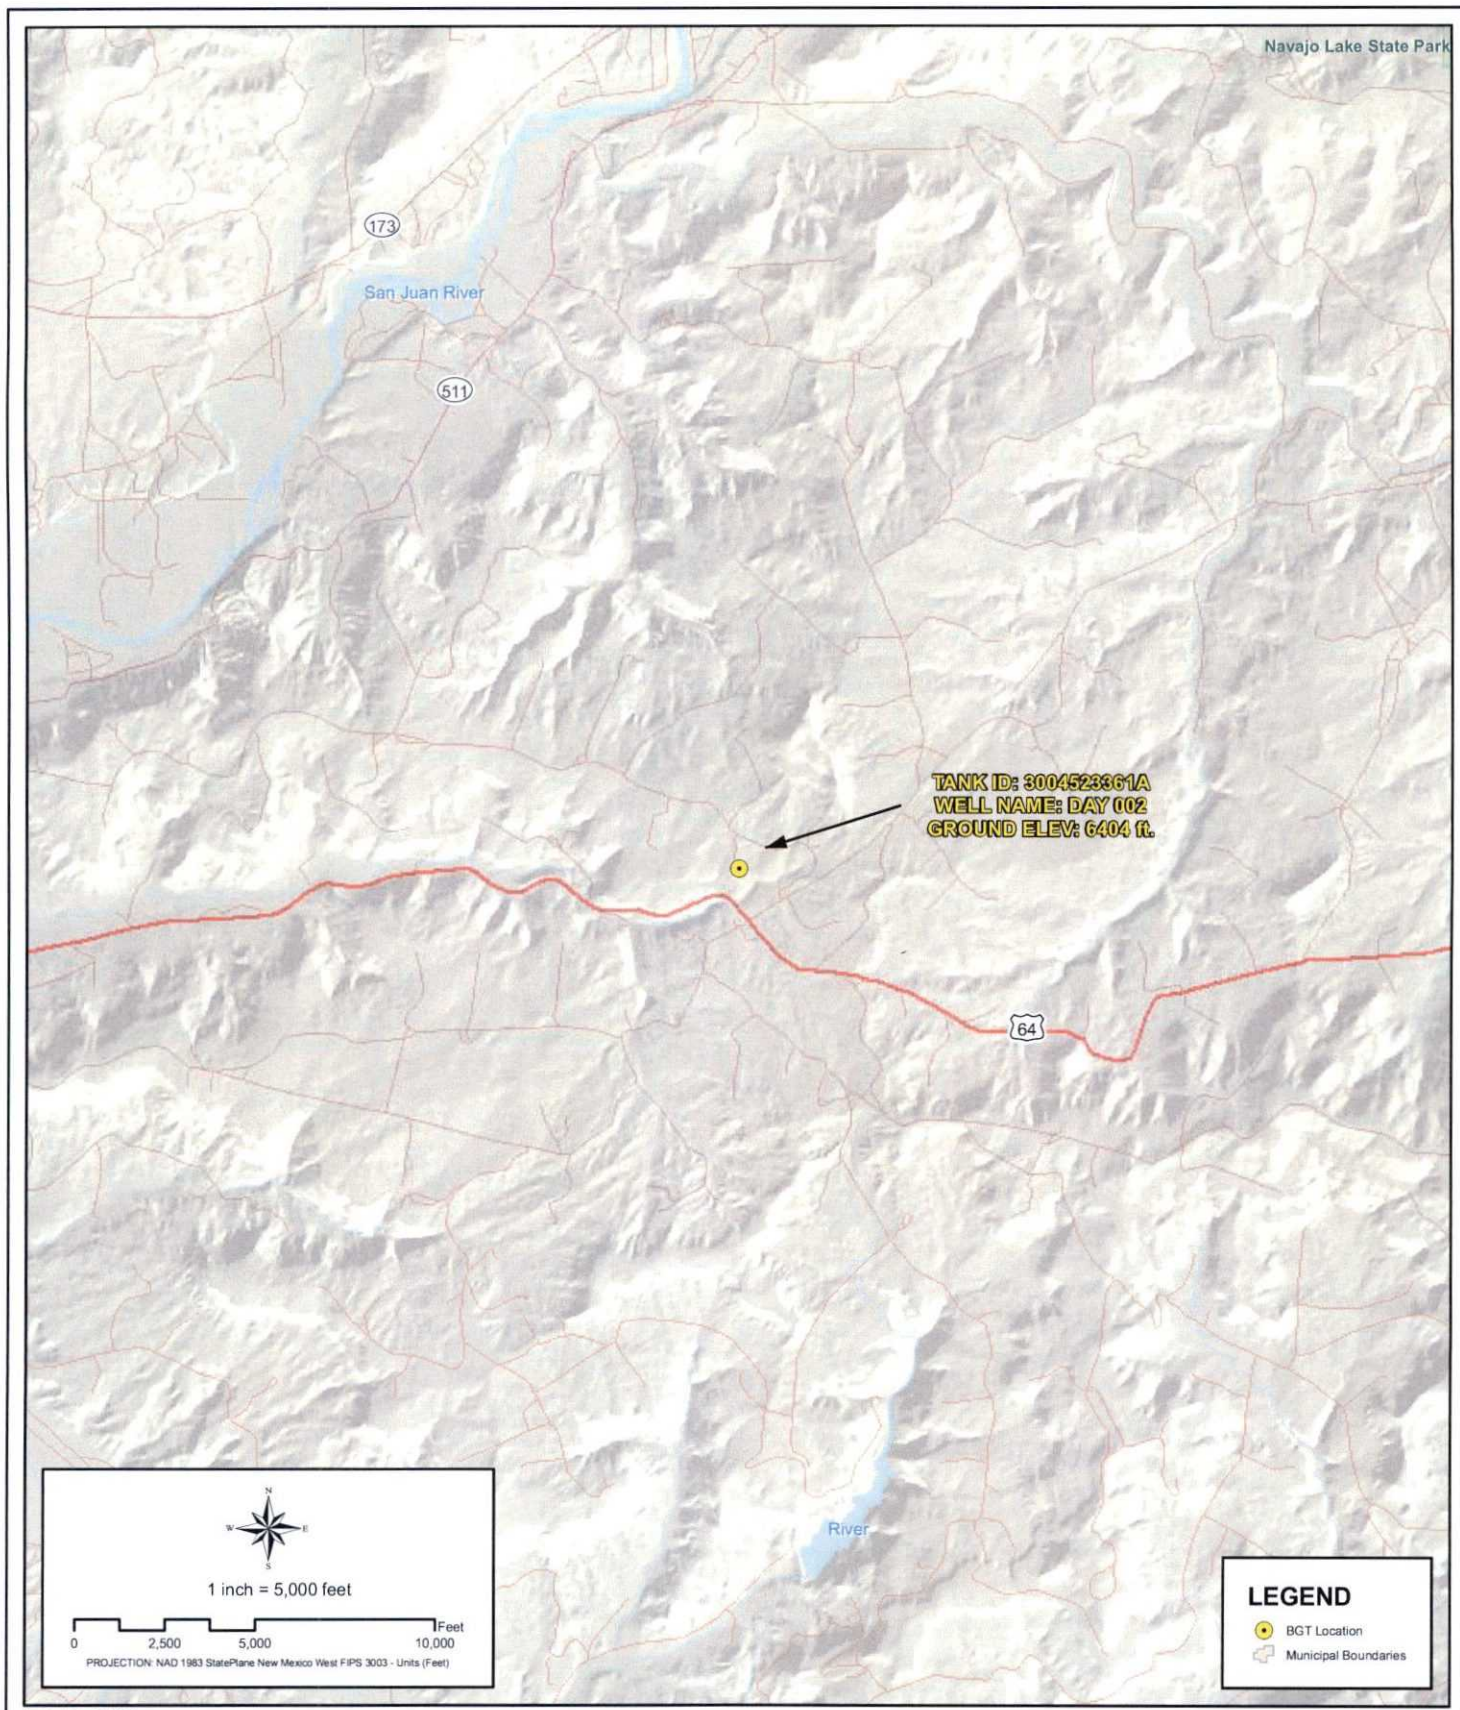 Navajo Lake State Park
173
San Juan River
511
TANK ID: 3004523361A
WELL NAME: DAY 002
GROUND ELEV: 6404 ft.
64
River
N
W E
S
1 inch = 5,000 feet
Feet
0 2,500 5,000 10,000
PROJECTION: NAD 1983 StatePlane New Mexico West FIPS 3003 - Units (Feet)
LEGEND
BGT Location
Municipal Boundaries